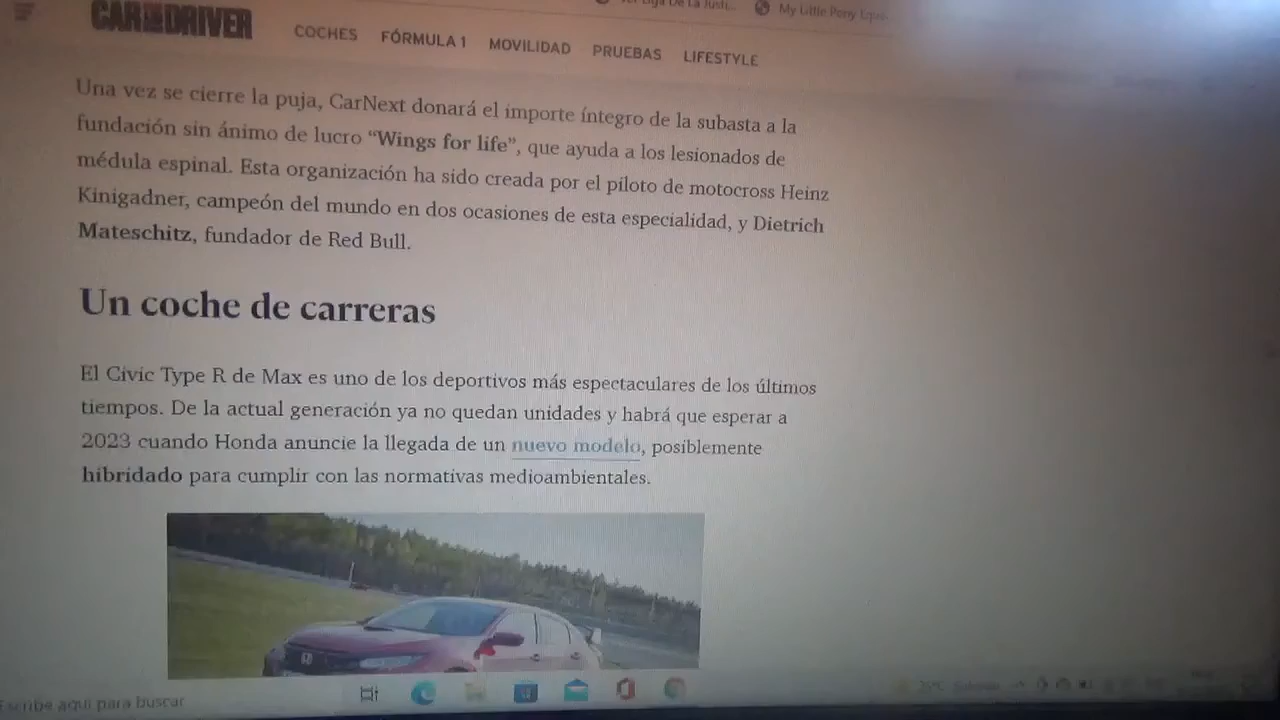 My Little Pony
CAR AND DRIVER
COCHES FÓRMULA 1 MOVILIDAD PRUEBAS LIFESTYLE
Una vez se cierre la puja, CarNext donará el importe íntegro de la subasta a la
fundación sin ánimo de lucro “Wings for life”, que ayuda a los lesionados de
médula espinal. Esta organización ha sido creada por el piloto de motocross Heinz
Kinigadner, campeón del mundo en dos ocasiones de esta especialidad, y Dietrich
Mateschitz, fundador de Red Bull.
Un coche de carreras
El Civic Type R de Max es uno de los deportivos más espectaculares de los últimos
tiempos. De la actual generación ya no quedan unidades y habrá que esperar a
2023 cuando Honda anuncie la llegada de un nuevo modelo, posiblemente
hibridado para cumplir con las normativas medioambientales.
Escribe aquí para buscar